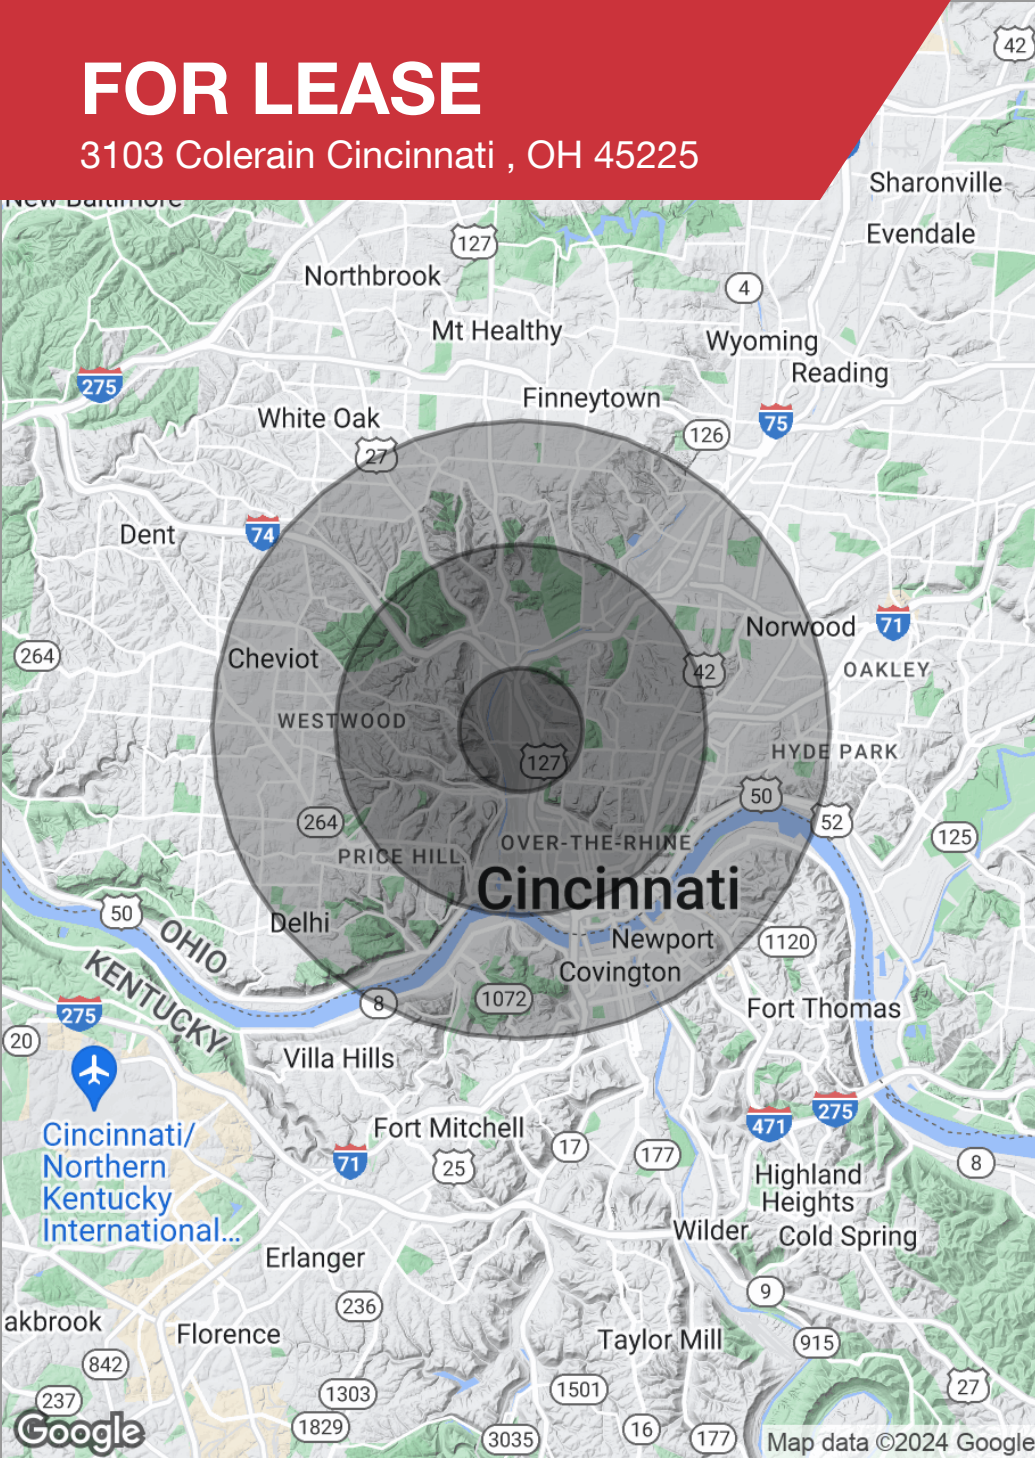 FOR LEASE
3103 Colerain Cincinnati , OH 45225
42
New Baltimore
Sharonville
Evendale
127
Northbrook
4
Mt Healthy
Wyoming
Reading
275
Finneytown
White Oak
75
126
27
Dent
74
Norwood
71
264
Cheviot
42
OAKLEY
WESTWOOD
HYDE PARK
127
50
264
52
125
OVER-THE-RHINE
PRICE HILL
Cincinnati
50
Delhi
OHIO
Newport
1120
KENTUCKY
Covington
8
1072
Fort Thomas
275
20
Villa Hills
Cincinnati/
Northern
Kentucky
International...
Fort Mitchell
471
275
17
177
71
25
8
Highland
Heights
Wilder
Cold Spring
Erlanger
9
236
akbrook
Florence
Taylor Mill
915
842
1303
1501
27
237
1829
16
177
3035
Google
Map data ©2024 Google